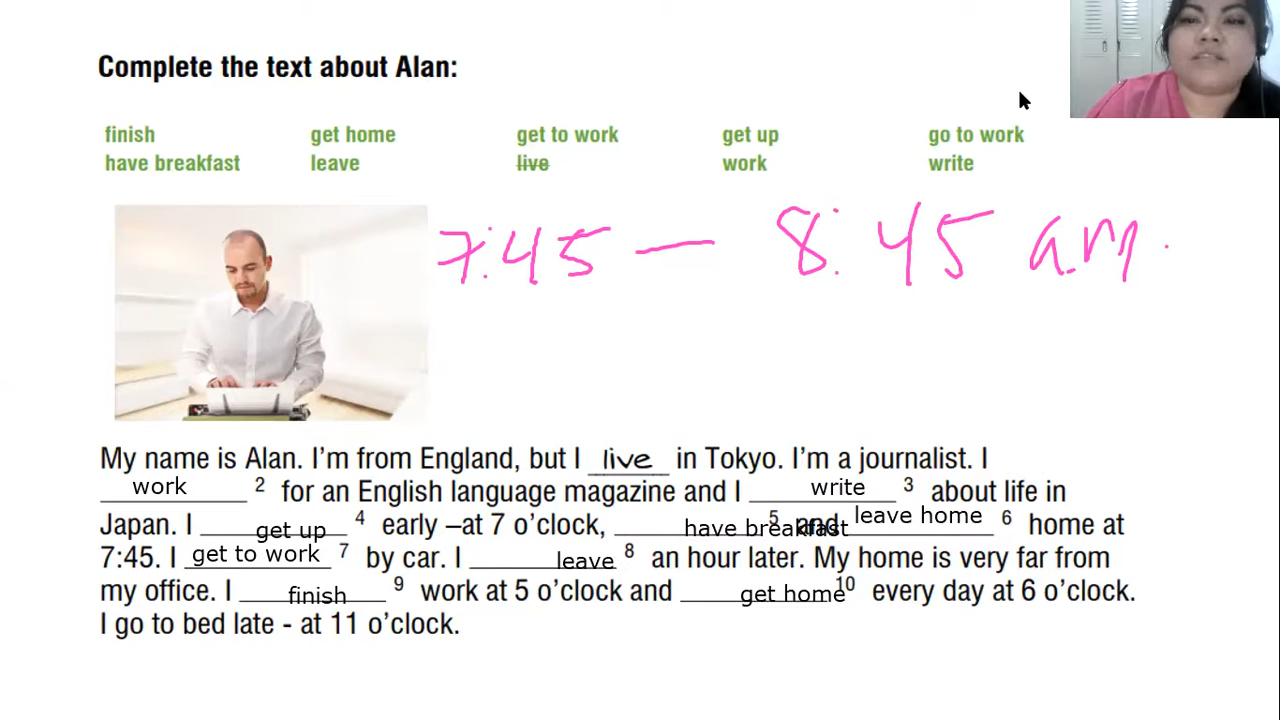 Complete the text about Alan:
finish get home get to work get up go to work
have breakfast leave live work write
7:45 — 8:45 a.m.
My name is Alan. I'm from England, but I live in Tokyo. I'm a journalist. I
work 2 for an English language magazine and I write 3 about life in
Japan. I get up 4 early –at 7 o'clock, have breakfast 5 and leave home 6 home at
7:45. I get to work 7 by car. I leave 8 an hour later. My home is very far from
my office. I finish 9 work at 5 o'clock and get home 10 every day at 6 o'clock.
I go to bed late - at 11 o'clock.